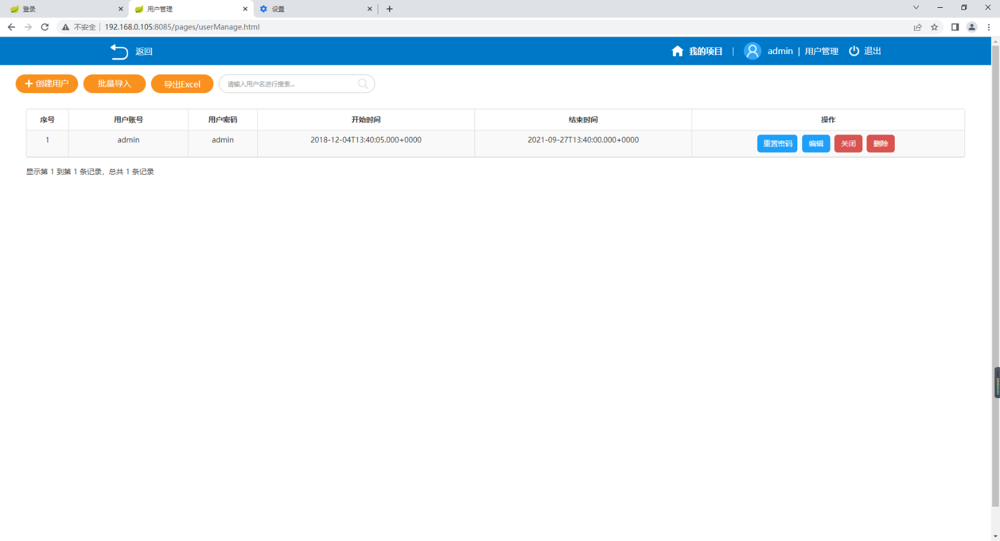 登录
用户管理
设置
不安全 192.168.0.105:8085/pages/userManage.html
返回
我的项目 | admin | 用户管理 退出
创建用户 批量导入 导出Excel 请输入用户名进行搜索...
序号 用户账号 用户密码 开始时间 结束时间 操作
1 admin admin 2018-12-04T13:40:05.000+0000 2021-09-27T13:40:00.000+0000 重置密码 编辑 关闭 删除
显示第 1 到第 1 条记录，总共 1 条记录